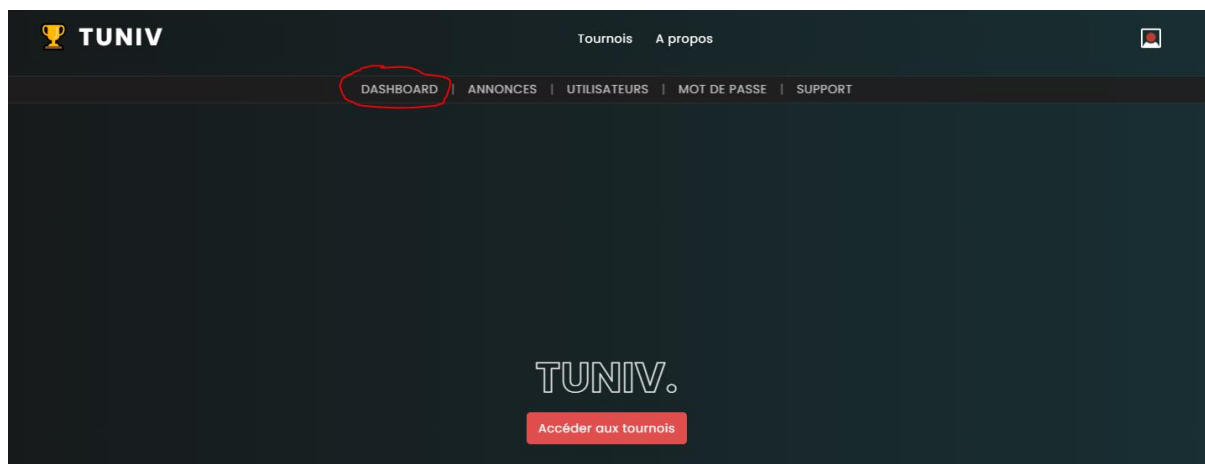 TUNIV
Tournois A propos
DASHBOARD | ANNONCES | UTILISATEURS | MOT DE PASSE | SUPPORT
TUNIV.
Accéder aux tournois